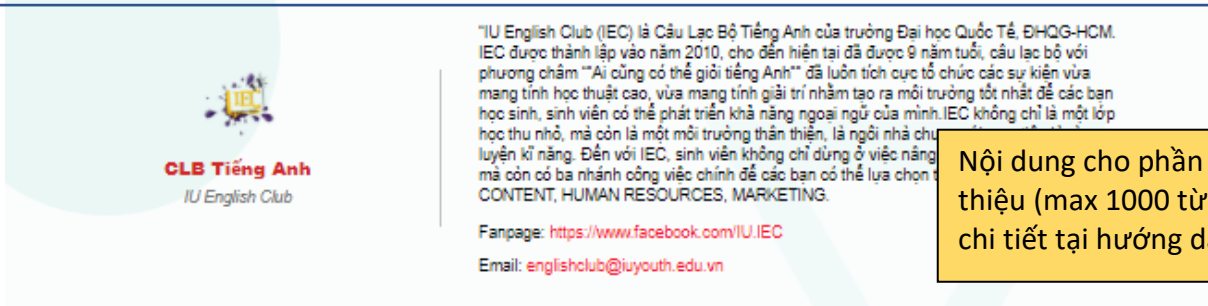 IEC
CLB Tiếng Anh
IU English Club
"IU English Club (IEC) là Câu Lạc Bộ Tiếng Anh của trường Đại học Quốc Tế, ĐHQG-HCM.
IEC được thành lập vào năm 2010, cho đến hiện tại đã được 9 năm tuổi, câu lạc bộ với
phương châm ""Ai cũng có thể giỏi tiếng Anh"" đã luôn tích cực tổ chức các sự kiện vừa
mang tính học thuật cao, vừa mang tính giải trí nhằm tạo ra môi trường tốt nhất để các bạn
học sinh, sinh viên có thể phát triển khả năng ngoại ngữ của mình.IEC không chỉ là một lớp
học thu nhỏ, mà còn là một môi trường thân thiện, là ngôi nhà
luyện kĩ năng. Đến với IEC, sinh viên không chỉ dừng ở việc nâng
mà còn có ba nhánh công việc chính để các bạn có thể lựa chọn
CONTENT, HUMAN RESOURCES, MARKETING.
Fanpage: https://www.facebook.com/IU.IEC
Email: englishclub@iuyouth.edu.vn
Nội dung cho phần
thiệu (max 1000 từ
chi tiết tại hướng